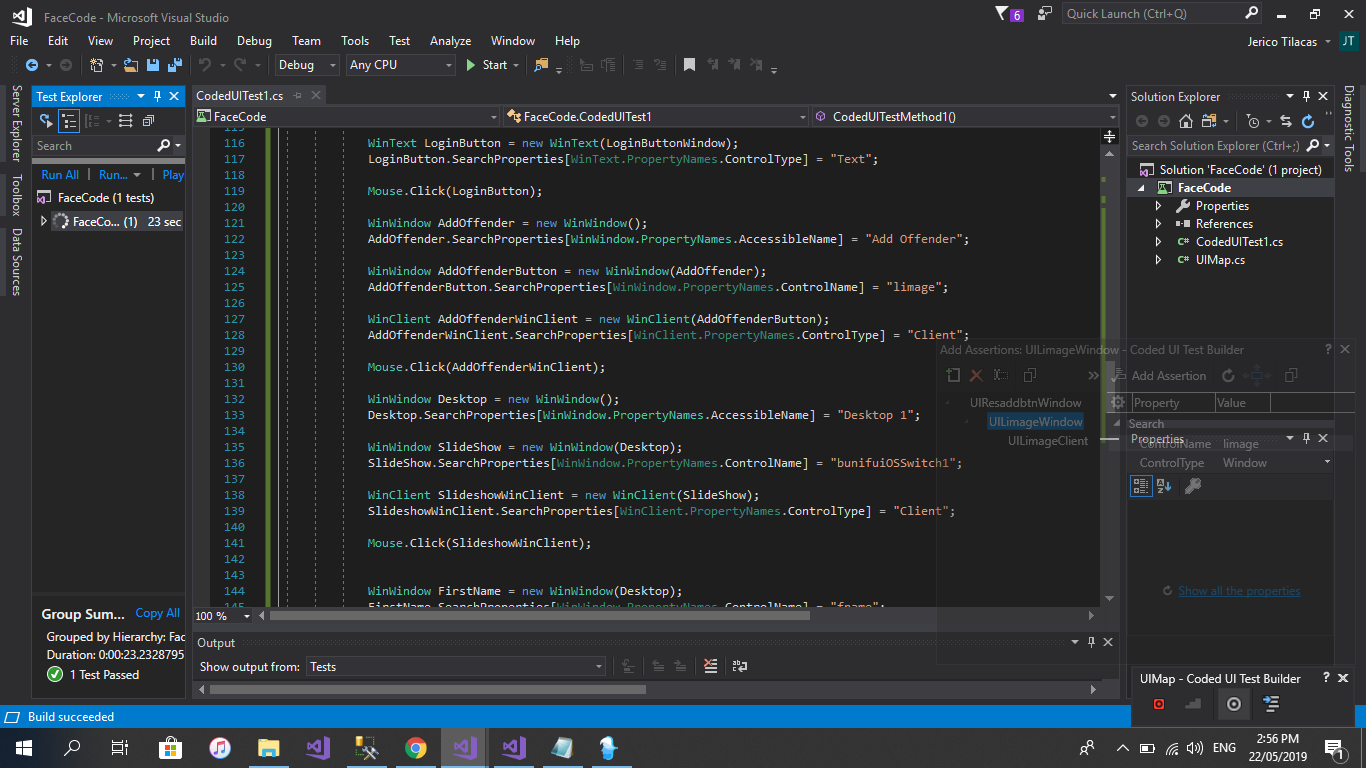 FaceCode - Microsoft Visual Studio
6
Quick Launch (Ctrl+Q)
File Edit View Project Build Debug Team Tools Test Analyze Window Help
Jerico Tilacas
JT
Debug
Any CPU
Start
Server Explorer
Toolbox
Data Sources
Test Explorer
Search
Run All | Run... | Play
FaceCode (1 tests)
FaceCo... (1) 23 sec
Group Sum... Copy All
Grouped by Hierarchy: Fac
Duration: 0:00:23.2328795
1 Test Passed
CodedUITest1.cs
FaceCode
FaceCode.CodedUITest1
CodedUITestMethod1()
115
116 WinText LoginButton = new WinText(LoginButtonWindow);
117 LoginButton.SearchProperties[WinText.PropertyNames.ControlType] = "Text";
118
119 Mouse.Click(LoginButton);
120
121 WinWindow AddOffender = new WinWindow();
122 AddOffender.SearchProperties[WinWindow.PropertyNames.AccessibleName] = "Add Offender";
123
124 WinWindow AddOffenderButton = new WinWindow(AddOffender);
125 AddOffenderButton.SearchProperties[WinWindow.PropertyNames.ControlName] = "limage";
126
127 WinClient AddOffenderWinClient = new WinClient(AddOffenderButton);
128 AddOffenderWinClient.SearchProperties[WinClient.PropertyNames.ControlType] = "Client";
129
130 Mouse.Click(AddOffenderWinClient);
131
132 WinWindow Desktop = new WinWindow();
133 Desktop.SearchProperties[WinWindow.PropertyNames.AccessibleName] = "Desktop 1";
134
135 WinWindow SlideShow = new WinWindow(Desktop);
136 SlideShow.SearchProperties[WinWindow.PropertyNames.ControlName] = "bunifuiOSSwitch1";
137
138 WinClient SlideshowWinClient = new WinClient(SlideShow);
139 SlideshowWinClient.SearchProperties[WinClient.PropertyNames.ControlType] = "Client";
140
141 Mouse.Click(SlideshowWinClient);
142
143
144 WinWindow FirstName = new WinWindow(Desktop);
145 FirstName.SearchProperties[WinWindow.PropertyNames.ControlName] = "fname";
100 %
Output
Show output from: Tests
Solution Explorer
Search Solution Explorer (Ctrl+;)
Solution 'FaceCode' (1 project)
FaceCode
Properties
References
CodedUITest1.cs
UIMap.cs
Diagnostic Tools
Add Assertions: UILimageWindow - Coded UI Test Builder
Add Assertion
UIResaddbtnWindow
UILimageWindow
UILimageClient
Property Value
Search
Properties
ControlName limage
ControlType Window
Show all the properties
UIMap - Coded UI Test Builder
Build succeeded
ENG
2:56 PM
22/05/2019
1